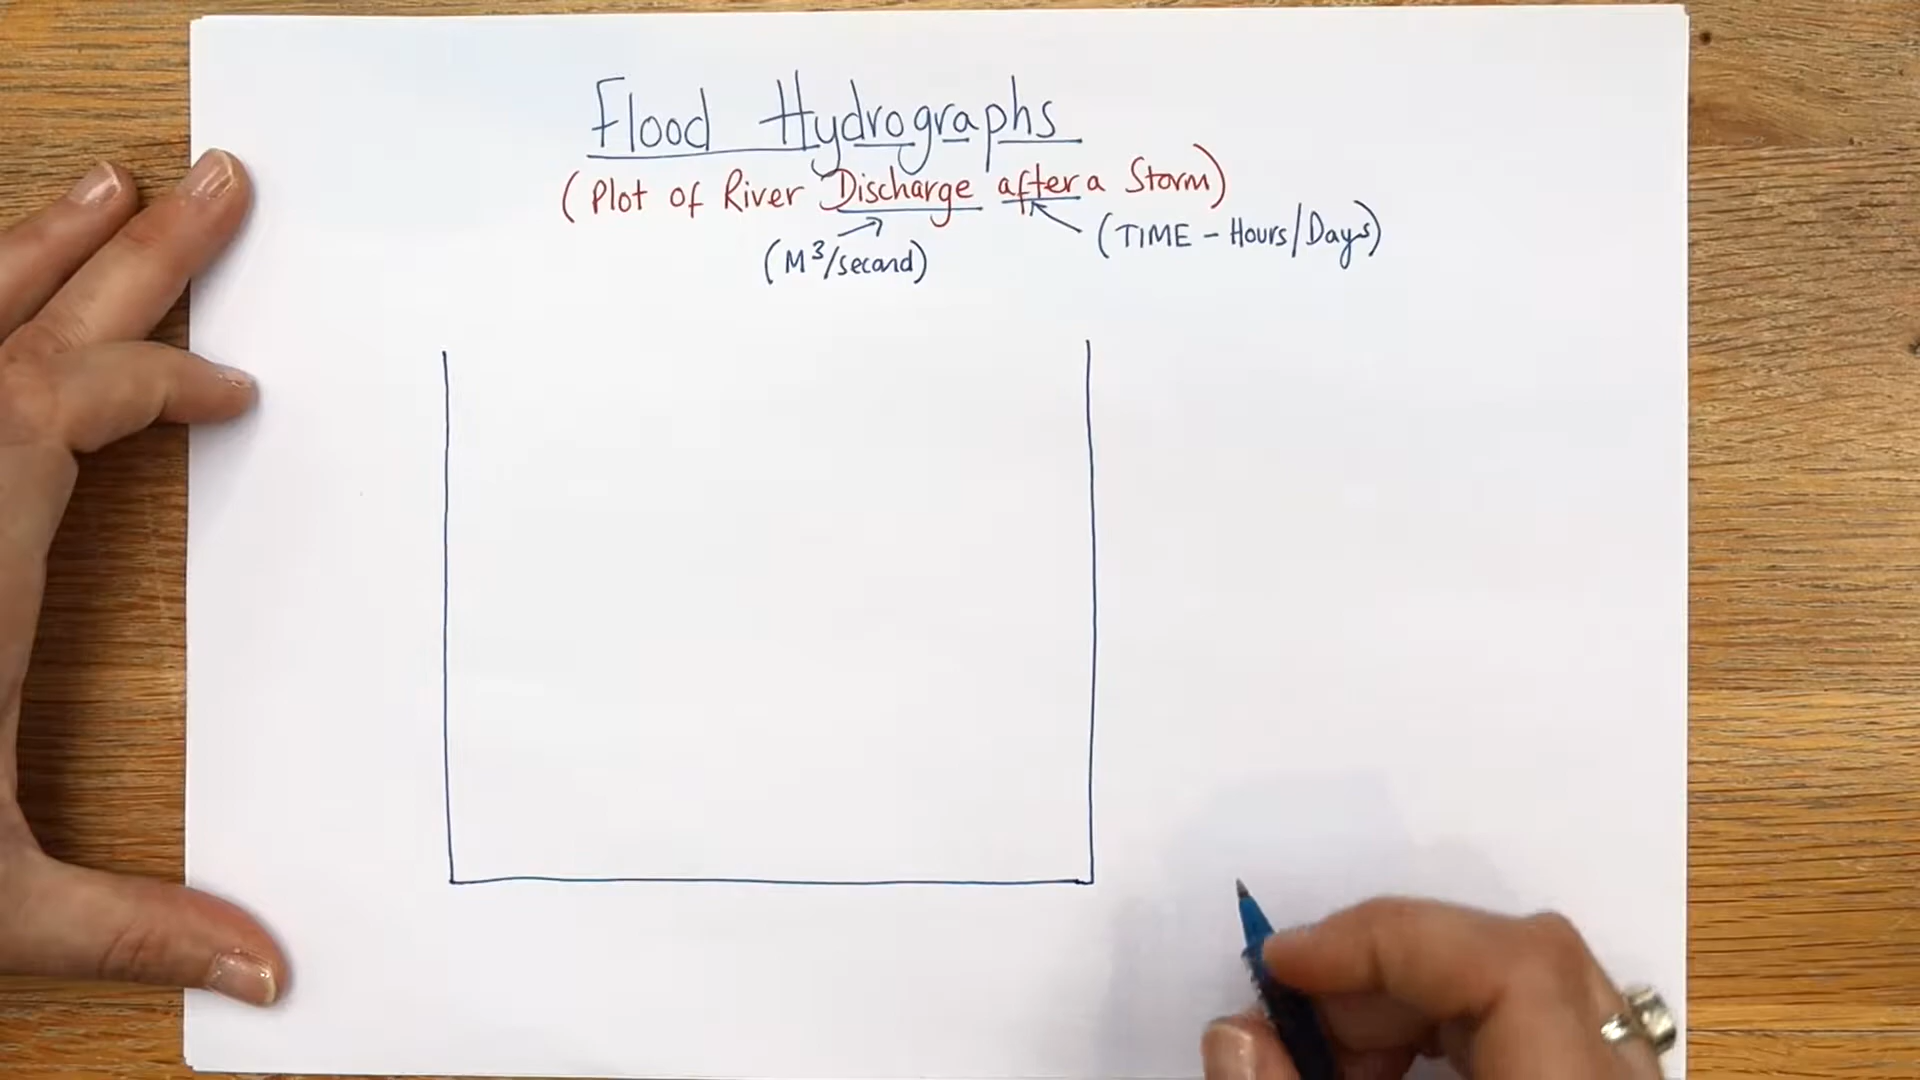 Flood Hydrographs
(Plot of River Discharge after a Storm)
(TIME - Hours/Days)
(M³/second)